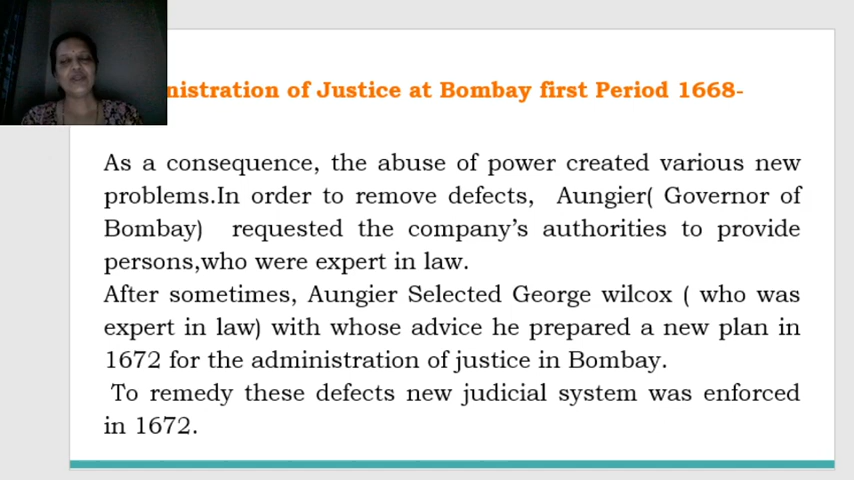 nistration of Justice at Bombay first Period 1668-
As a consequence, the abuse of power created various new
problems.In order to remove defects, Aungier( Governor of
Bombay) requested the company's authorities to provide
persons,who were expert in law.
After sometimes, Aungier Selected George wilcox ( who was
expert in law) with whose advice he prepared a new plan in
1672 for the administration of justice in Bombay.
To remedy these defects new judicial system was enforced
in 1672.